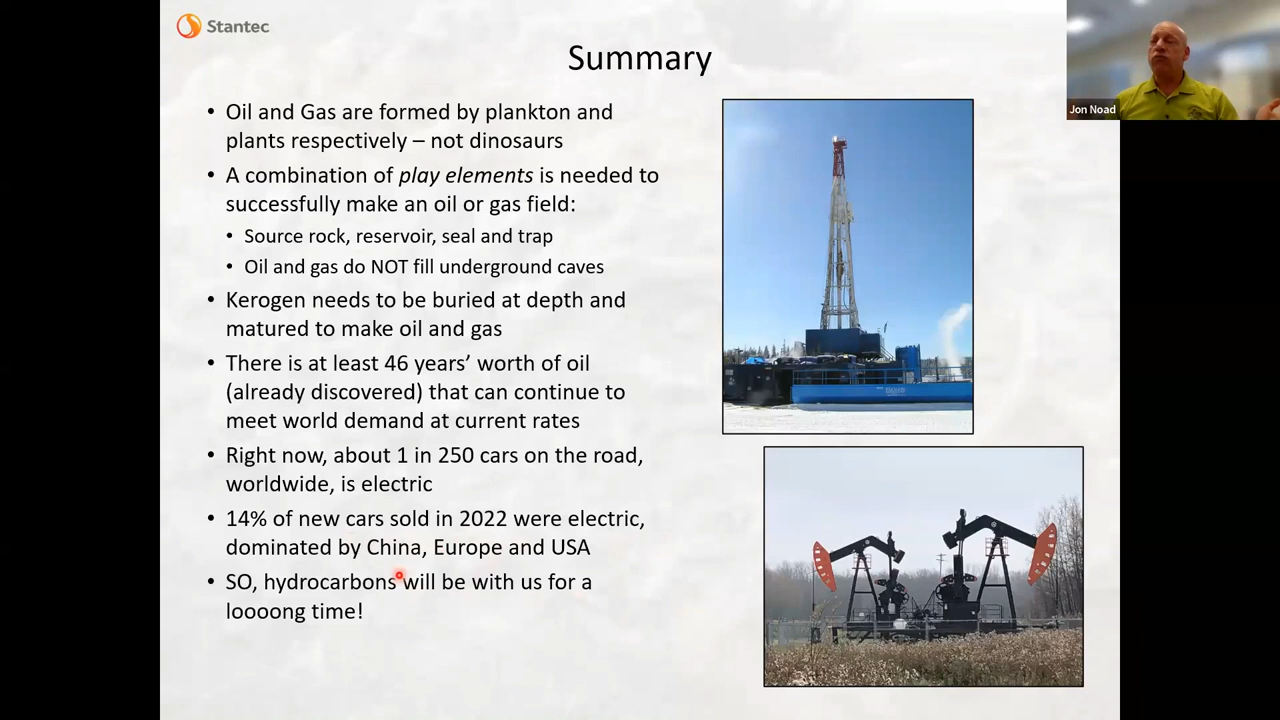 Stantec
Summary
Jon Noad
• Oil and Gas are formed by plankton and
plants respectively – not dinosaurs
• A combination of play elements is needed to
successfully make an oil or gas field:
• Source rock, reservoir, seal and trap
• Oil and gas do NOT fill underground caves
• Kerogen needs to be buried at depth and
matured to make oil and gas
• There is at least 46 years’ worth of oil
(already discovered) that can continue to
meet world demand at current rates
• Right now, about 1 in 250 cars on the road,
worldwide, is electric
• 14% of new cars sold in 2022 were electric,
dominated by China, Europe and USA
• SO, hydrocarbons will be with us for a
loooong time!